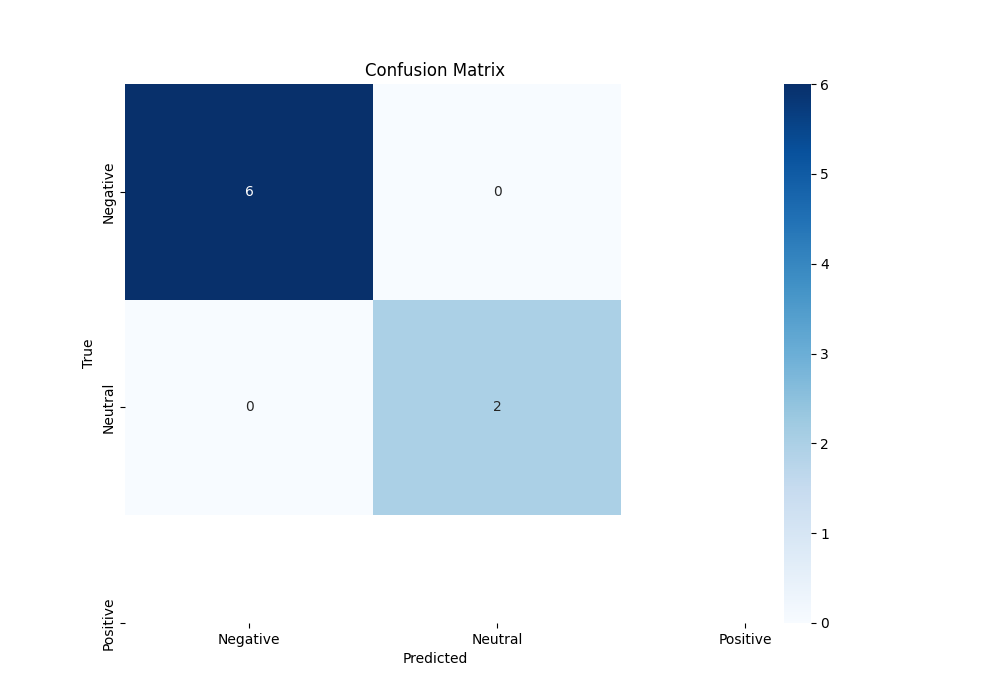 Confusion Matrix
True
Negative
6
0
Neutral
0
2
Positive
Negative
Neutral
Positive
Predicted
6
5
4
3
2
1
0